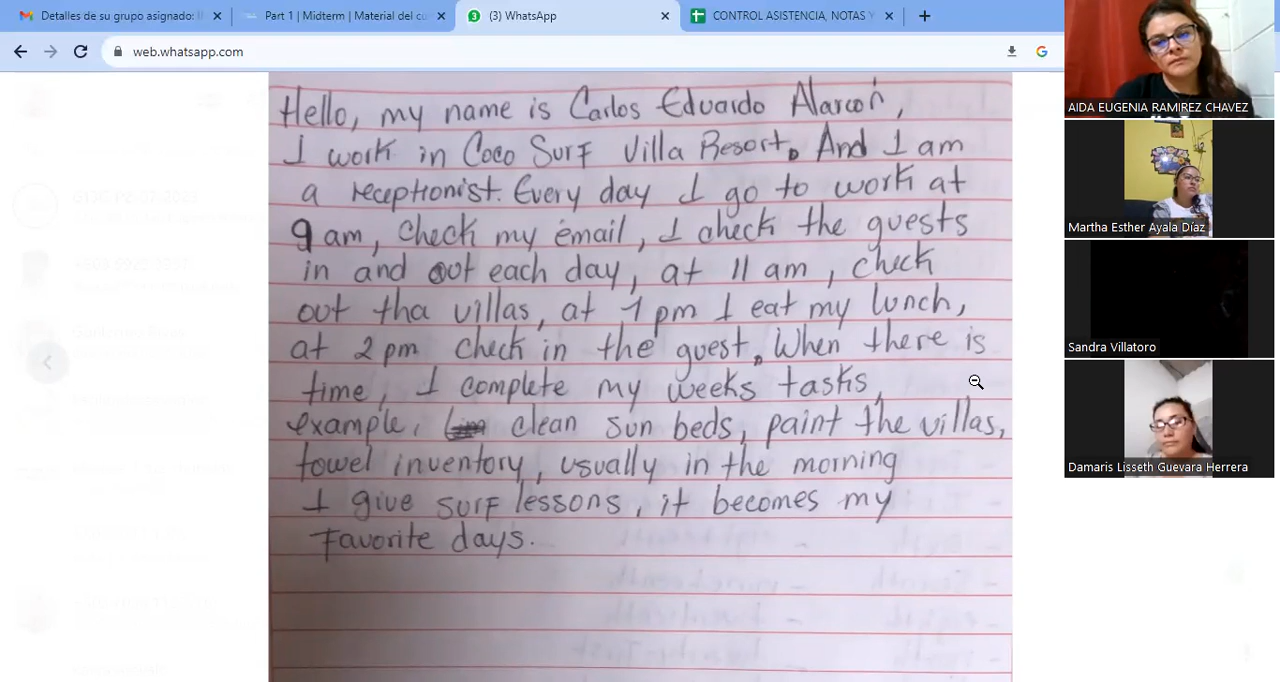 Detalles de su grupo asignado: I
Part 1 | Midterm | Material del cu
3
(3) WhatsApp
CONTROL ASISTENCIA, NOTAS Y
web.whatsapp.com
Hello, my name is Carlos Eduardo Alarcón,
I work in Coco Surf Villa Resort. And I am
a receptionist. Every day I go to work at
9 am, check my email, I check the guests
in and out each day, at 11 am, check
out tha villas, at 1 pm I eat my lunch,
at 2 pm check in the guest. When there is
time, I complete my weeks tasks,
example, clean sun beds, paint the villas,
towel inventory, usually in the morning
I give surf lessons, it becomes my
Favorite days.
AIDA EUGENIA RAMIREZ CHAVEZ
Martha Esther Ayala Díaz
Sandra Villatoro
Damaris Lisseth Guevara Herrera